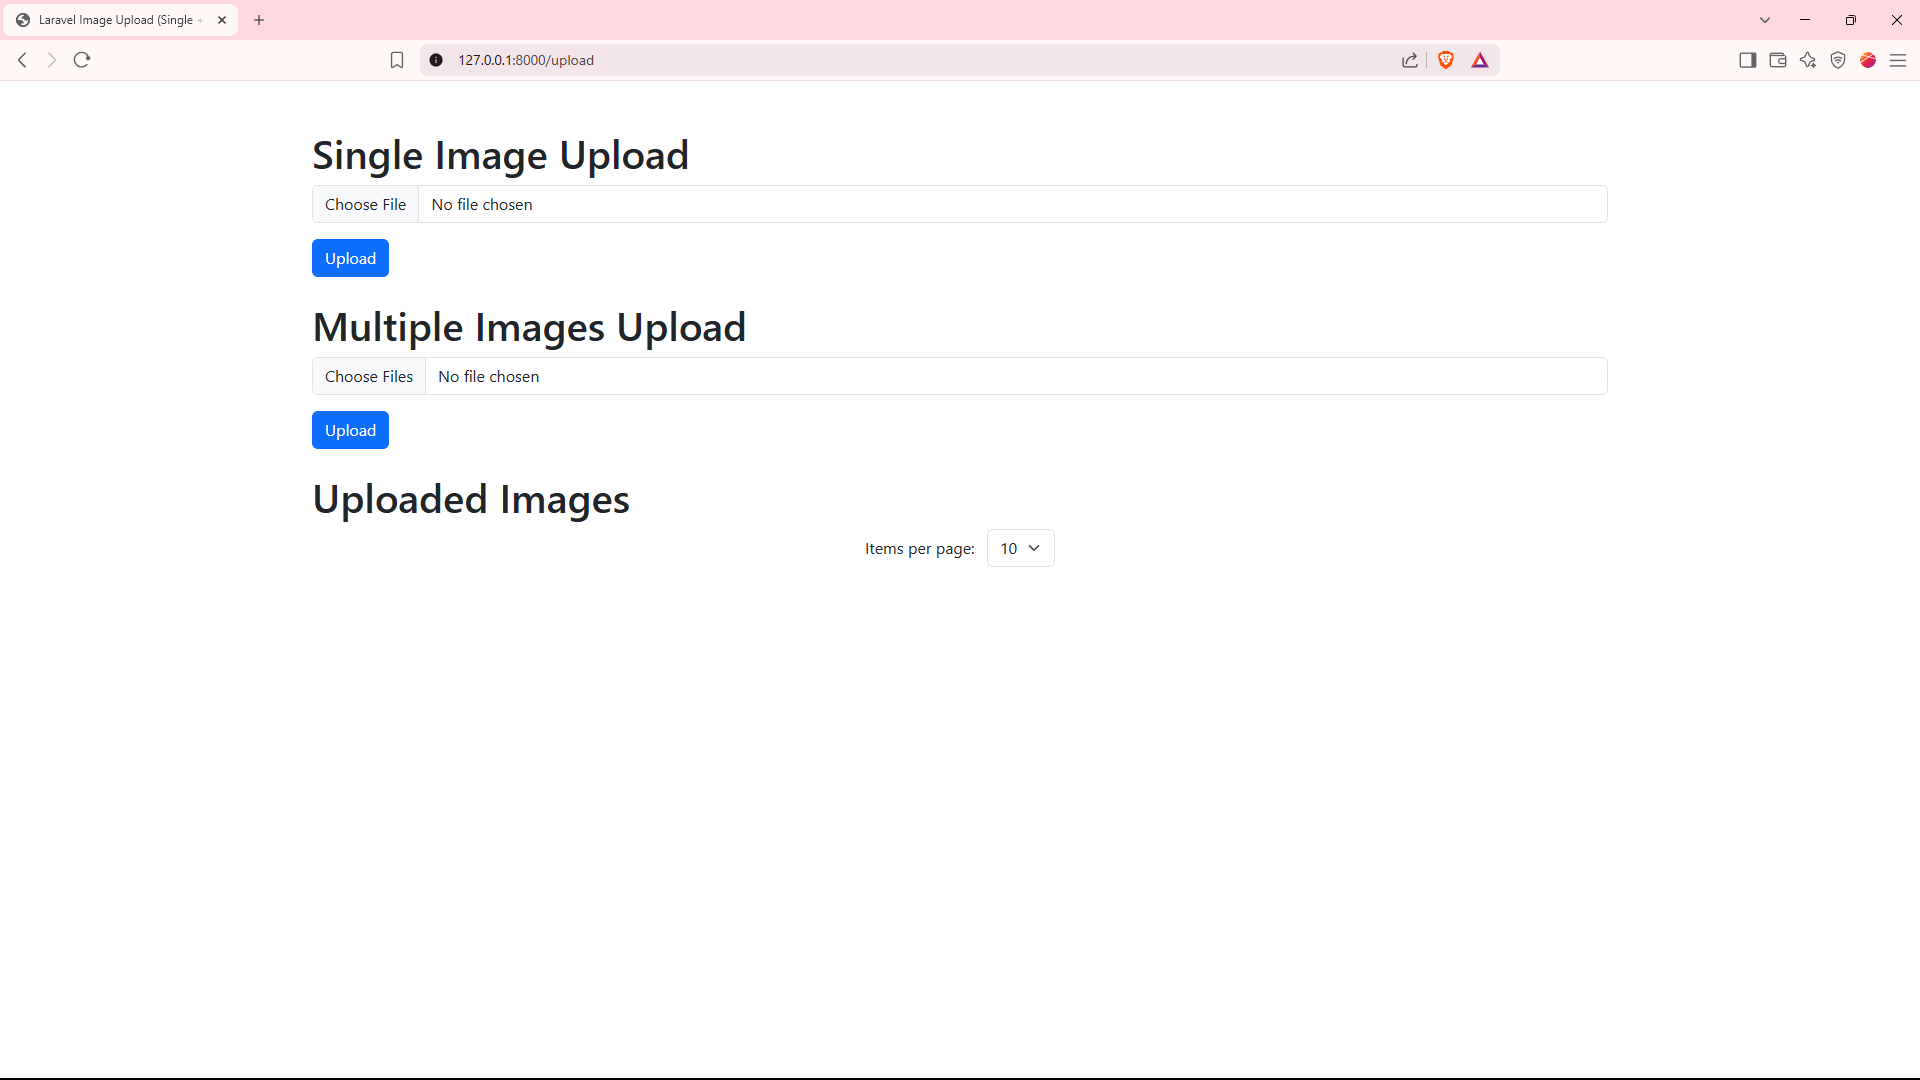 Laravel Image Upload (Single +
127.0.0.1:8000/upload
Single Image Upload
Choose File No file chosen
Upload
Multiple Images Upload
Choose Files No file chosen
Upload
Uploaded Images
Items per page: 10